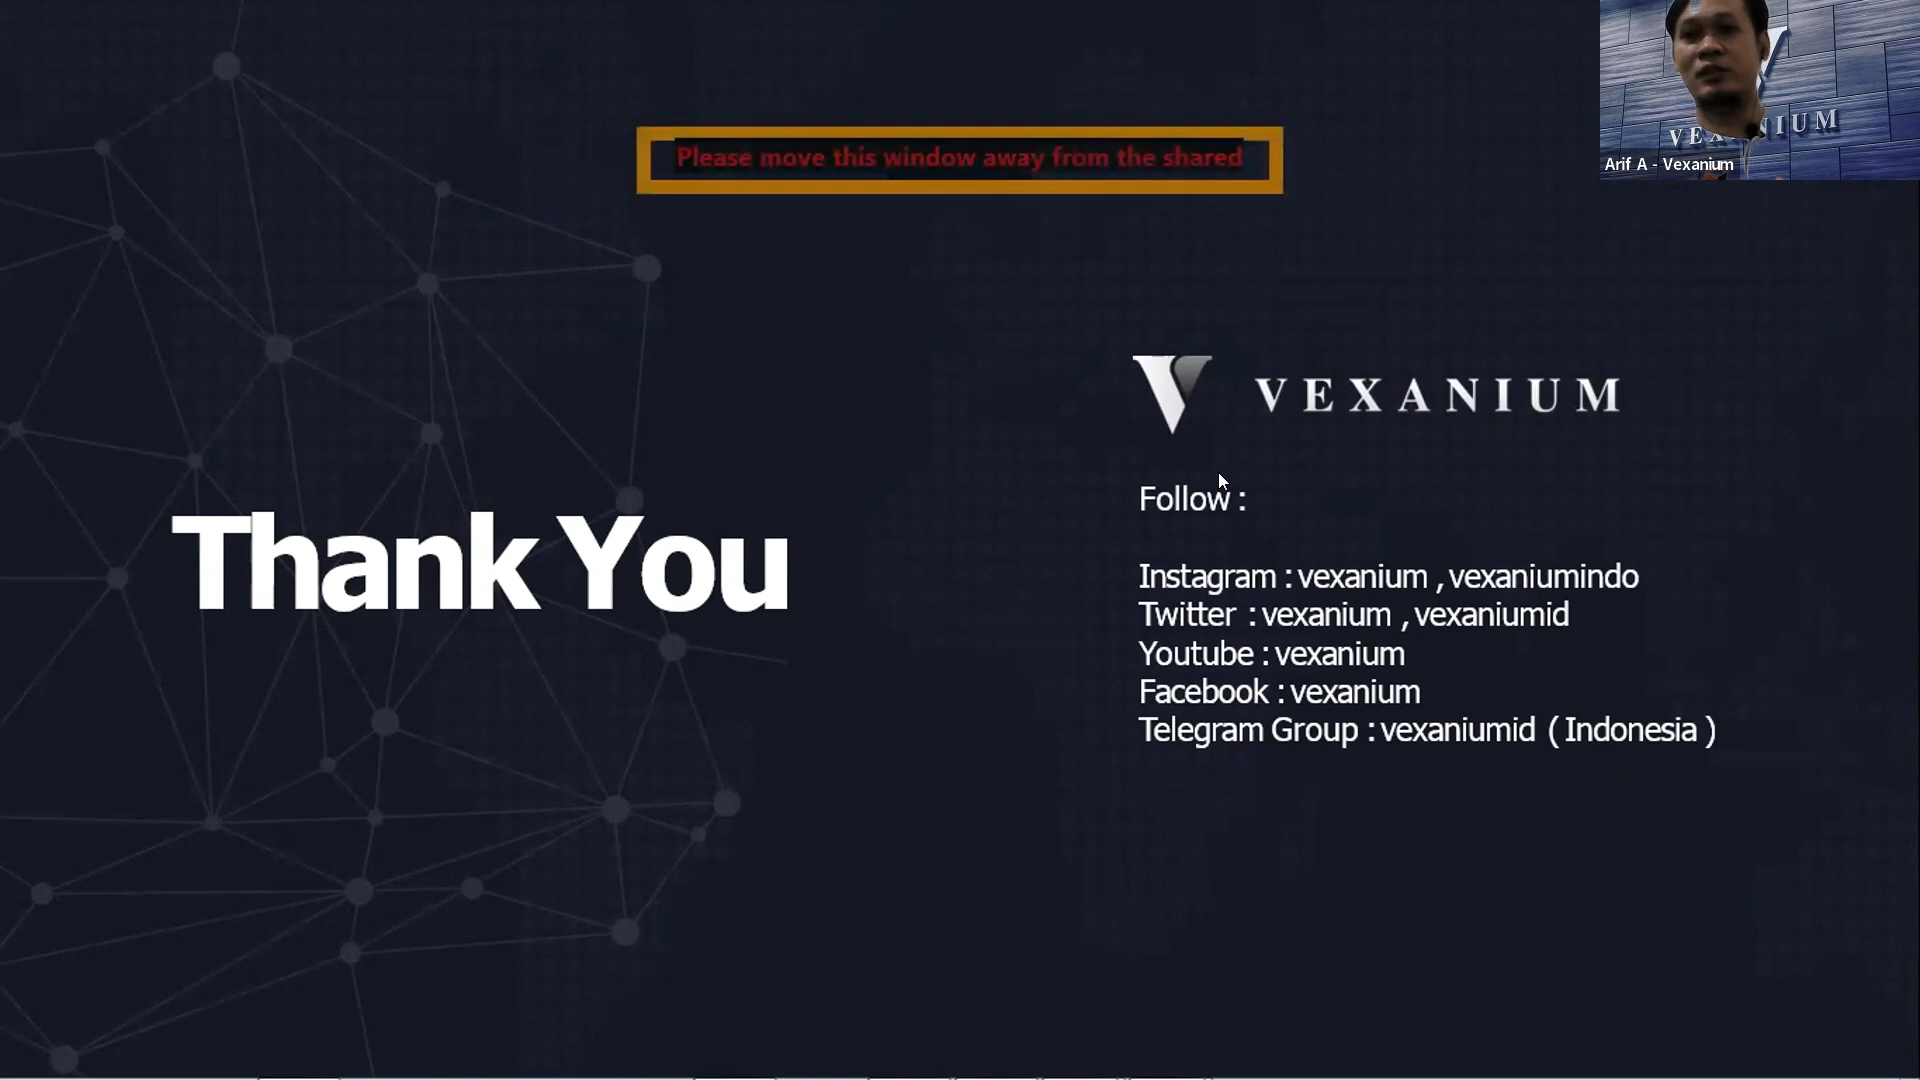 Please move this window away from the shared
VEXANIUM
Arif A - Vexanium
VEXANIUM
Follow :
Instagram : vexanium , vexaniumindo
Twitter : vexanium , vexaniumid
Youtube : vexanium
Facebook : vexanium
Telegram Group : vexaniumid ( Indonesia )
Thank You